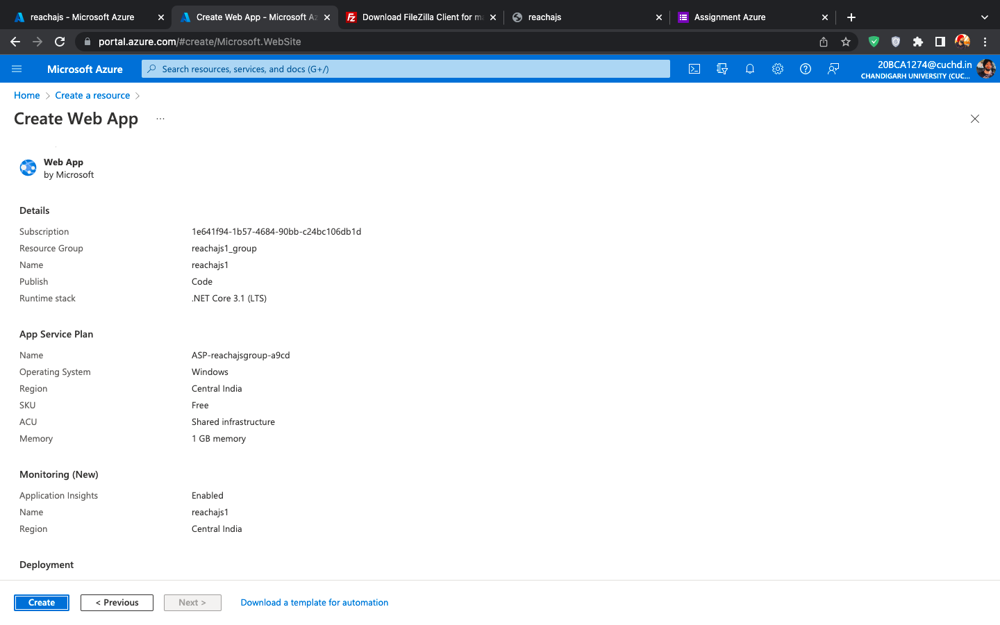 reachajs - Microsoft Azure
Create Web App - Microsoft Az
Download FileZilla Client for ma
reachajs
Assignment Azure
portal.azure.com/#create/Microsoft.WebSite
Microsoft Azure
Search resources, services, and docs (G+/)
20BCA1274@cuchd.in
CHANDIGARH UNIVERSITY (CUC...
Home > Create a resource >
Create Web App ...
Web App
by Microsoft
Details
Subscription 1e641f94-1b57-4684-90bb-c24bc106db1d
Resource Group reachajs1_group
Name reachajs1
Publish Code
Runtime stack .NET Core 3.1 (LTS)
App Service Plan
Name ASP-reachajsgroup-a9cd
Operating System Windows
Region Central India
SKU Free
ACU Shared infrastructure
Memory 1 GB memory
Monitoring (New)
Application Insights Enabled
Name reachajs1
Region Central India
Deployment
Create < Previous Next > Download a template for automation